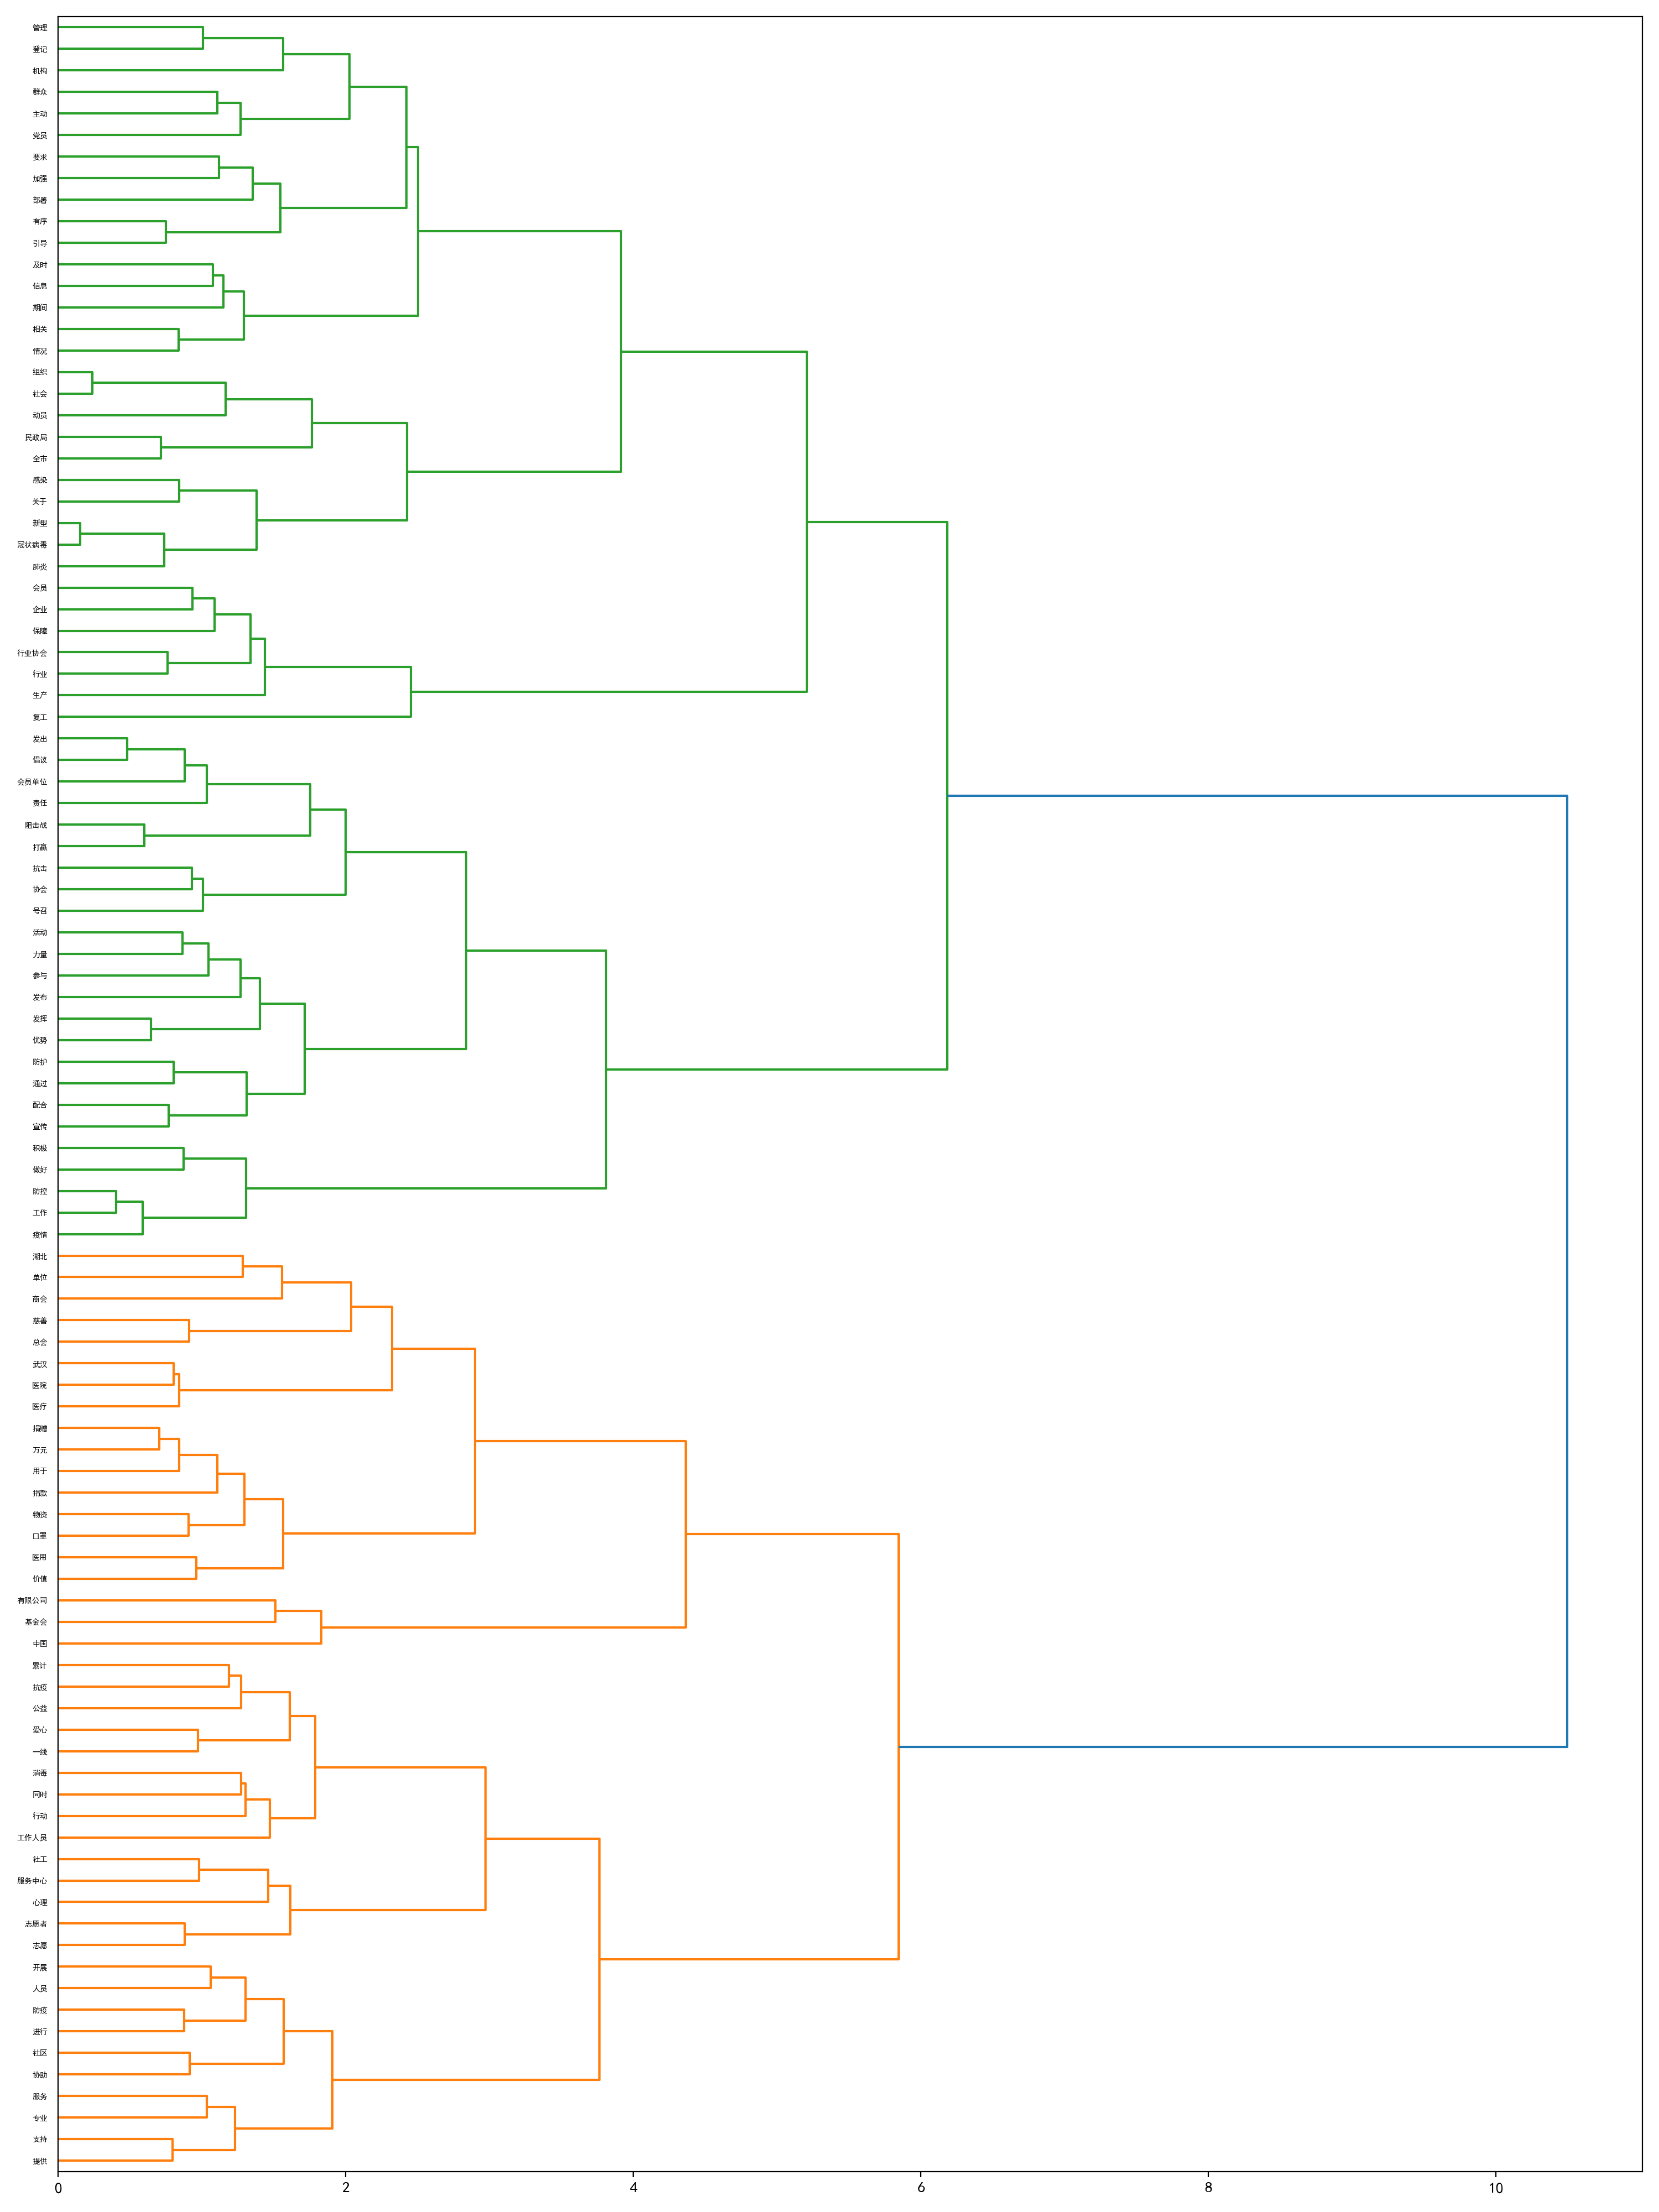 管理
登记
机构
群众
主动
党员
要求
加强
部署
有序
引导
及时
信息
期间
相关
情况
组织
社会
动员
民政局
全市
感染
关于
新型
冠状病毒
肺炎
会员
企业
保障
行业协会
行业
生产
复工
发出
倡议
会员单位
责任
阻击战
打赢
抗击
协会
号召
活动
力量
参与
发布
发挥
优势
防护
通过
配合
宣传
积极
做好
防控
工作
疫情
湖北
单位
商会
慈善
总会
武汉
医院
医疗
捐赠
万元
用于
捐款
物资
口罩
医用
价值
有限公司
基金会
中国
累计
抗疫
公益
爱心
一线
消毒
同时
行动
工作人员
社工
服务中心
心理
志愿者
志愿
开展
人员
防疫
进行
社区
协助
服务
专业
支持
提供
0 2 4 6 8 10